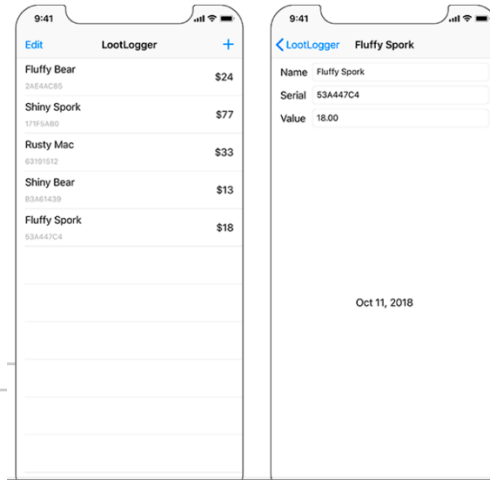 9:41
Edit LootLogger +
Fluffy Bear $24
2AE4AC85
Shiny Spork $77
171F5AB0
Rusty Mac $33
63191512
Shiny Bear $13
B3A61439
Fluffy Spork $18
53A447C4
9:41
LootLogger Fluffy Spork
Name Fluffy Spork
Serial 53A447C4
Value 18.00
Oct 11, 2018